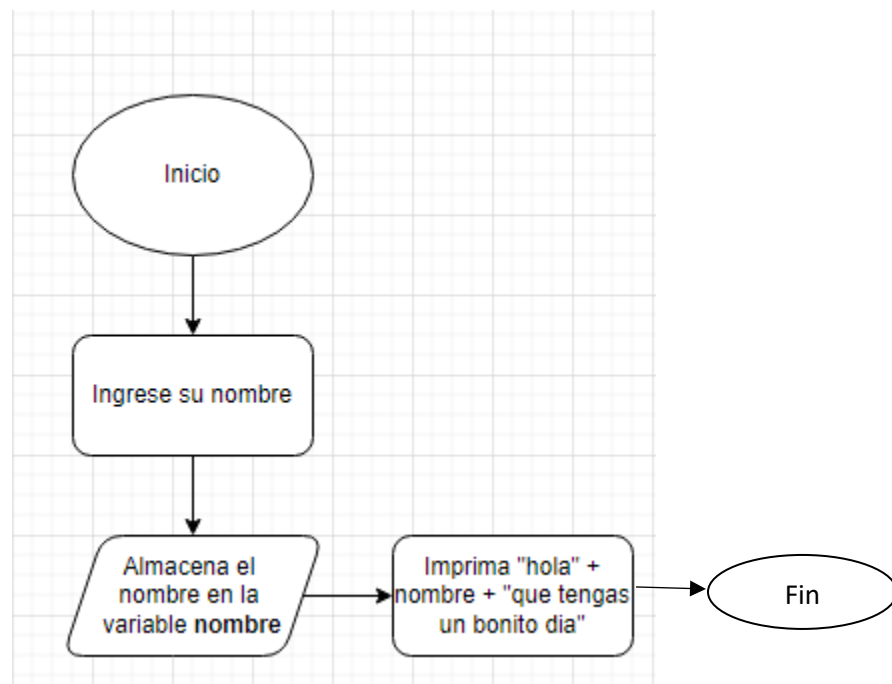 Inicio
Ingrese su nombre
Almacena el
nombre en la
variable nombre
Imprima "hola" +
nombre + "que tengas
un bonito dia"
Fin